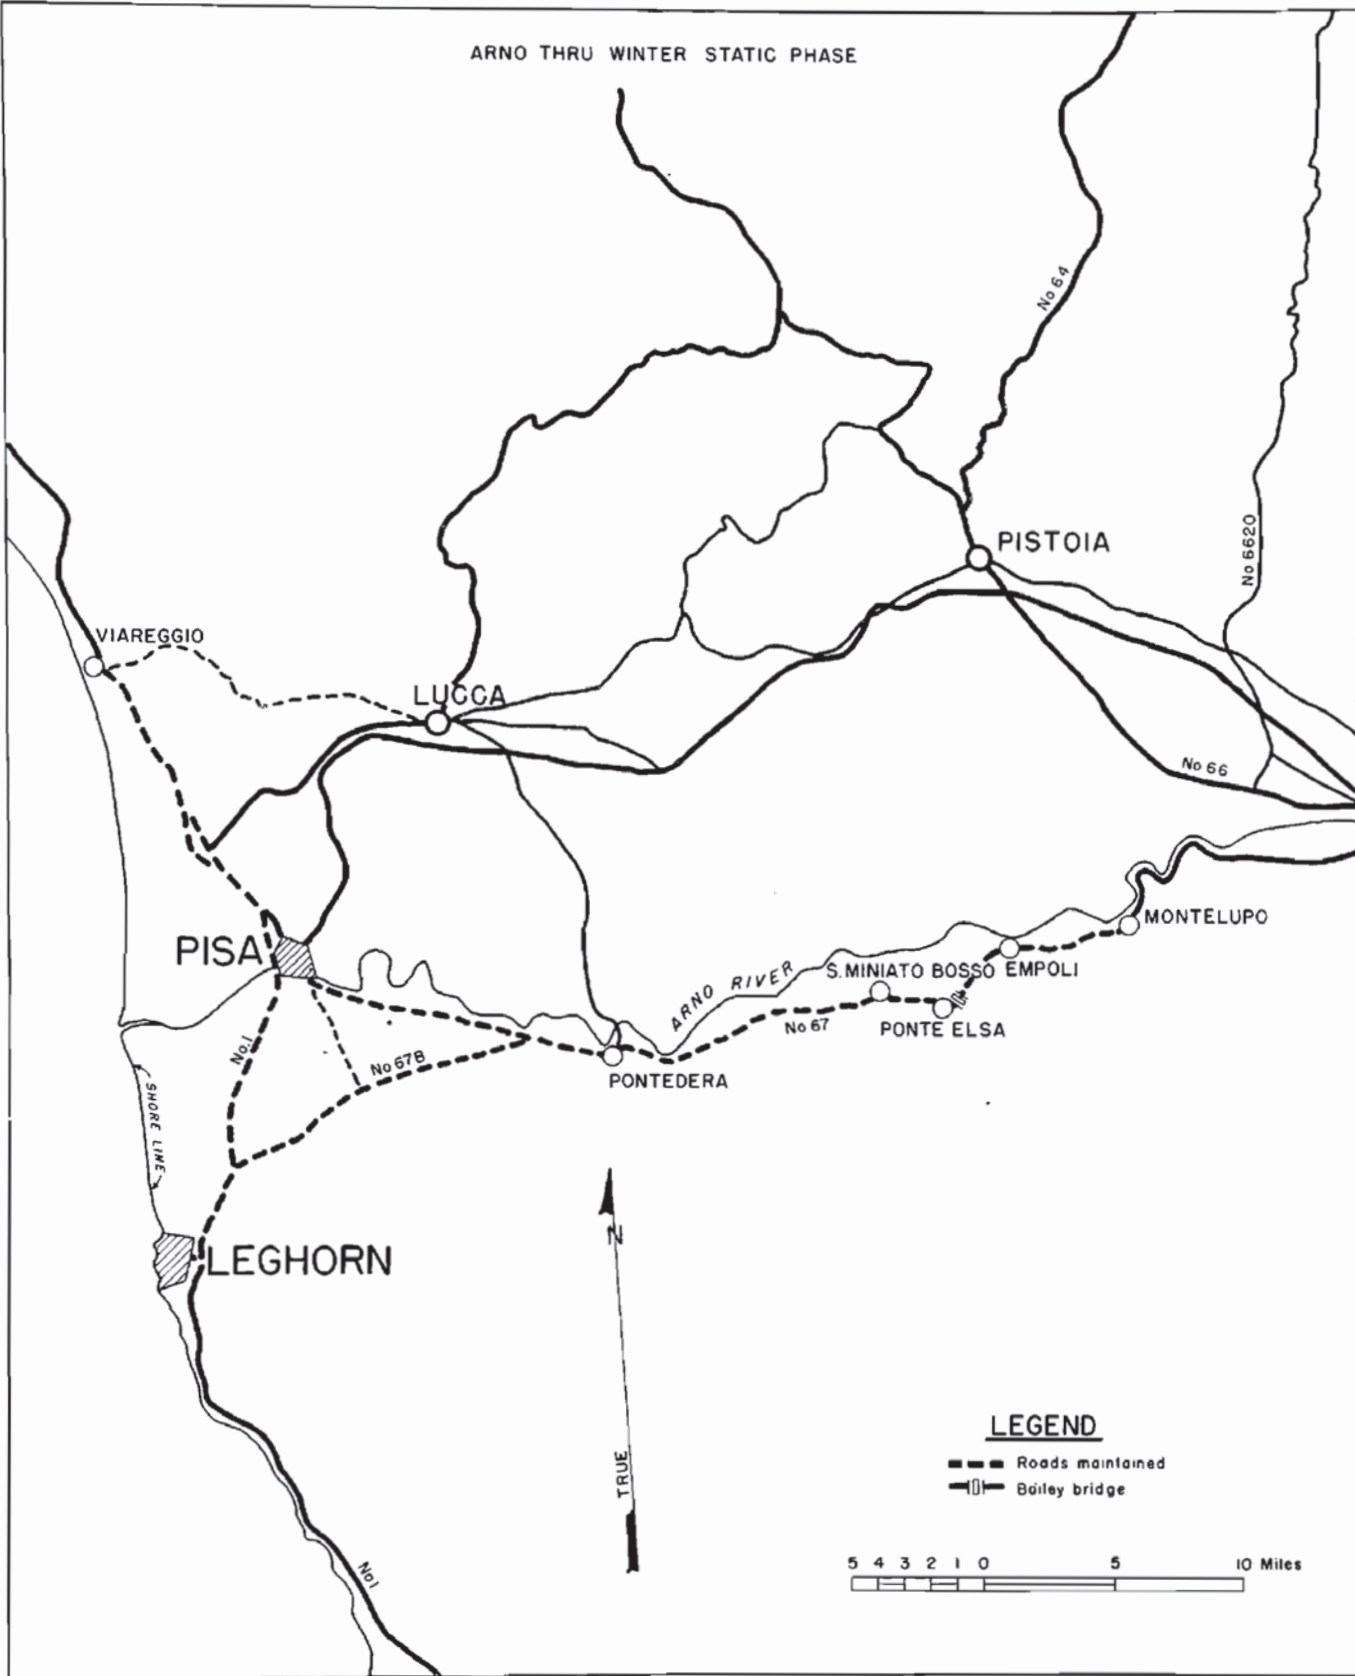 ARNO THRU WINTER STATIC PHASE
No 64
No 6620
PISTOIA
VIAREGGIO
LUCCA
No 66
MONTELUPO
PISA
S. MINIATO BOSSO EMPOLI
ARNO RIVER
No 67
PONTE ELSA
No.1
No 67B
PONTEDERA
SHORE LINE
N
LEGHORN
TRUE
LEGEND
Roads maintained
Bailey bridge
5 4 3 2 1 0 5 10 Miles
No1